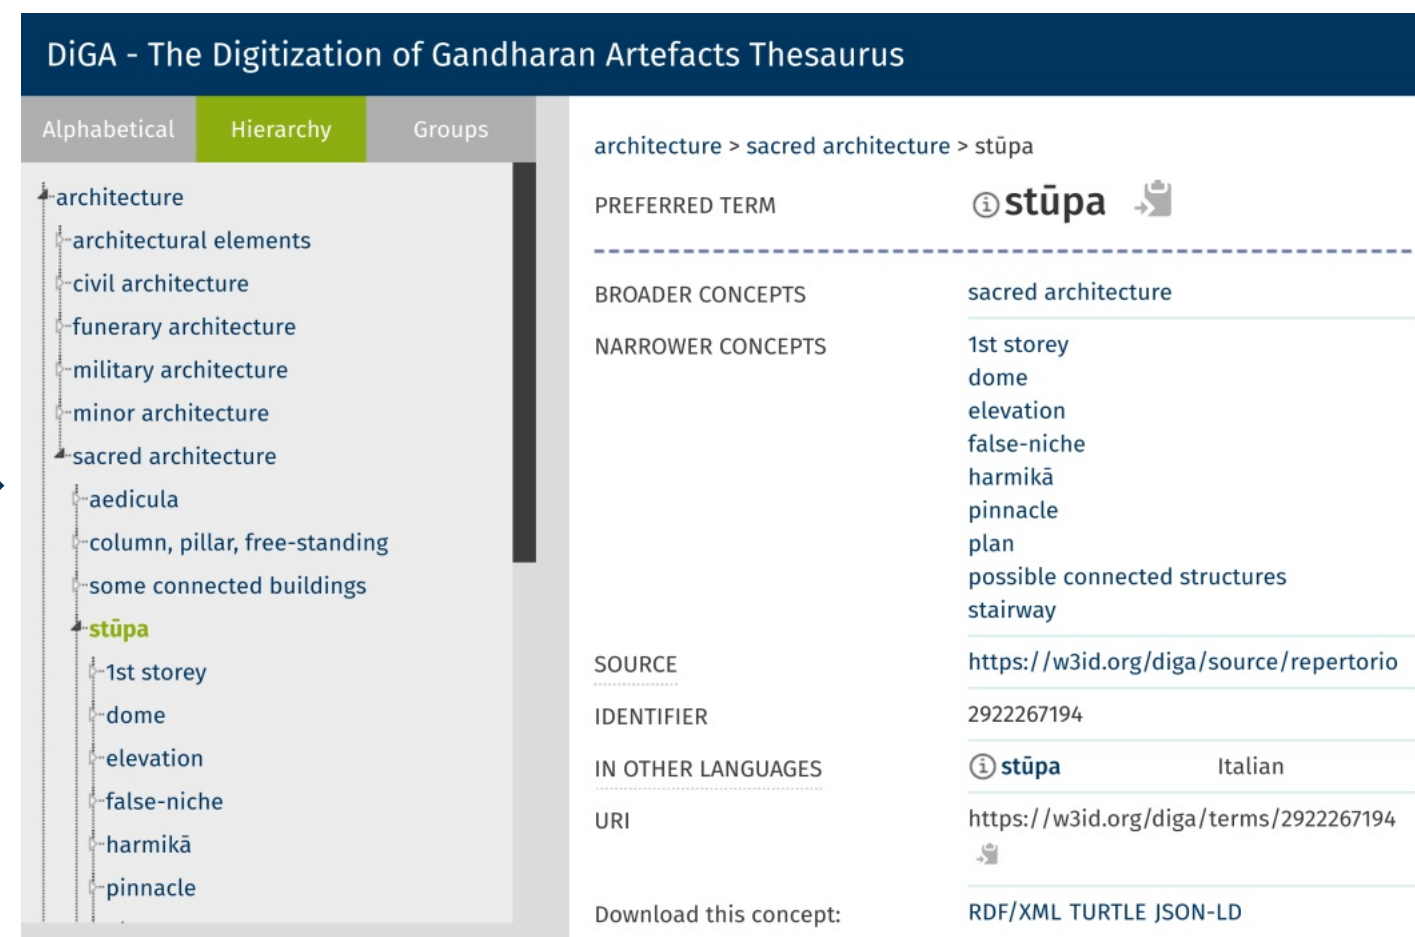 DiGA - The Digitization of Gandharan Artefacts Thesaurus
Alphabetical Hierarchy Groups
architecture
architectural elements
civil architecture
funerary architecture
military architecture
minor architecture
sacred architecture
aedicula
column, pillar, free-standing
some connected buildings
stūpa
1st storey
dome
elevation
false-niche
harmikā
pinnacle
architecture > sacred architecture > stūpa
PREFERRED TERM stūpa
BROADER CONCEPTS sacred architecture
NARROWER CONCEPTS 1st storey
dome
elevation
false-niche
harmikā
pinnacle
plan
possible connected structures
stairway
SOURCE https://w3id.org/diga/source/repertorio
IDENTIFIER 2922267194
IN OTHER LANGUAGES stūpa Italian
URI https://w3id.org/diga/terms/2922267194
Download this concept: RDF/XML TURTLE JSON-LD